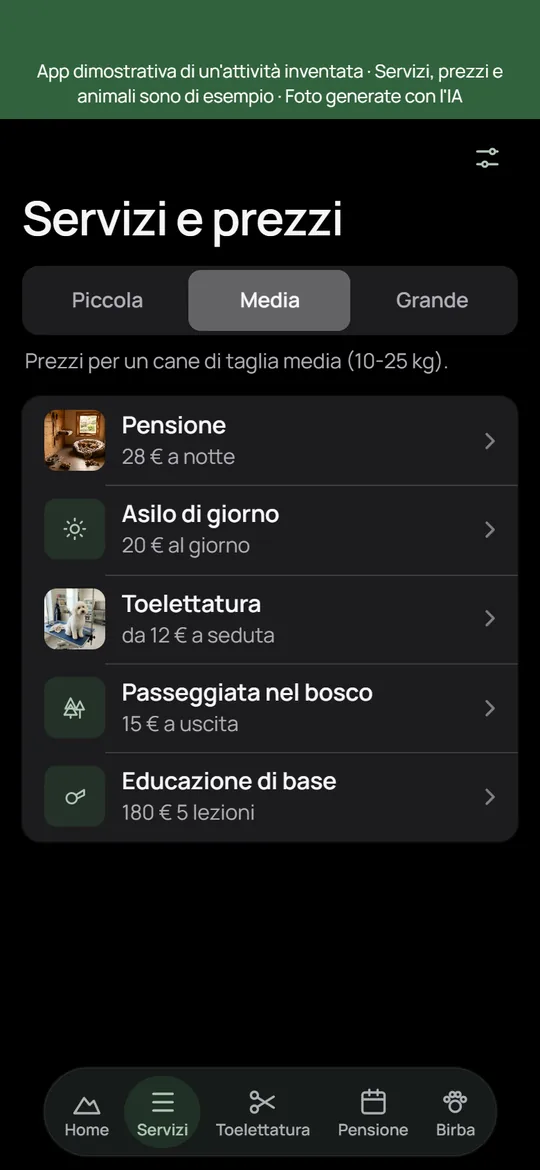 App dimostrativa di un'attività inventata · Servizi, prezzi e
animali sono di esempio · Foto generate con l'IA
Servizi e prezzi
Piccola
Media
Grande
Prezzi per un cane di taglia media (10-25 kg).
Pensione
28 € a notte
Asilo di giorno
20 € al giorno
Toelettatura
da 12 € a seduta
Passeggiata nel bosco
15 € a uscita
Educazione di base
180 € 5 lezioni
Home
Servizi
Toelettatura
Pensione
Birba